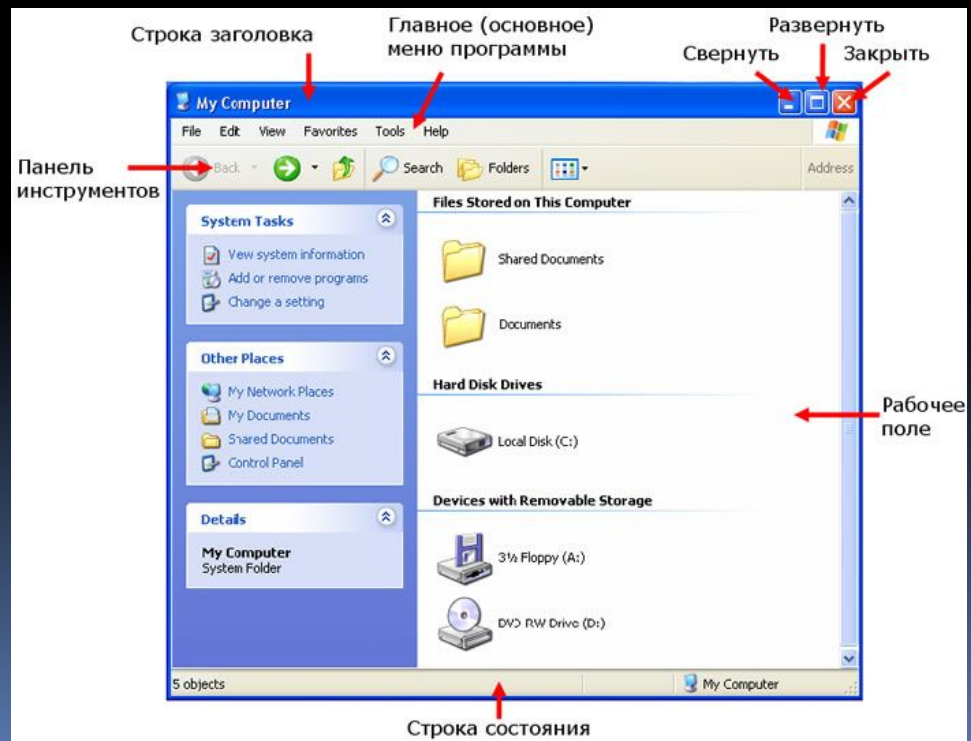 Строка заголовка
Главное (основное)
меню программы
Развернуть
Свернуть
Закрыть
My Computer
File Edit View Favorites Tools Help
Панель
инструментов
Back
Search
Folders
Address
System Tasks
View system information
Add or remove programs
Change a setting
Other Places
My Network Places
My Documents
Shared Documents
Control Panel
Details
My Computer
System Folder
Files Stored on This Computer
Shared Documents
Documents
Hard Disk Drives
Local Disk (C:)
Devices with Removable Storage
3½ Floppy (A:)
DVD RW Drive (D:)
Рабочее
поле
5 objects
My Computer
Строка состояния